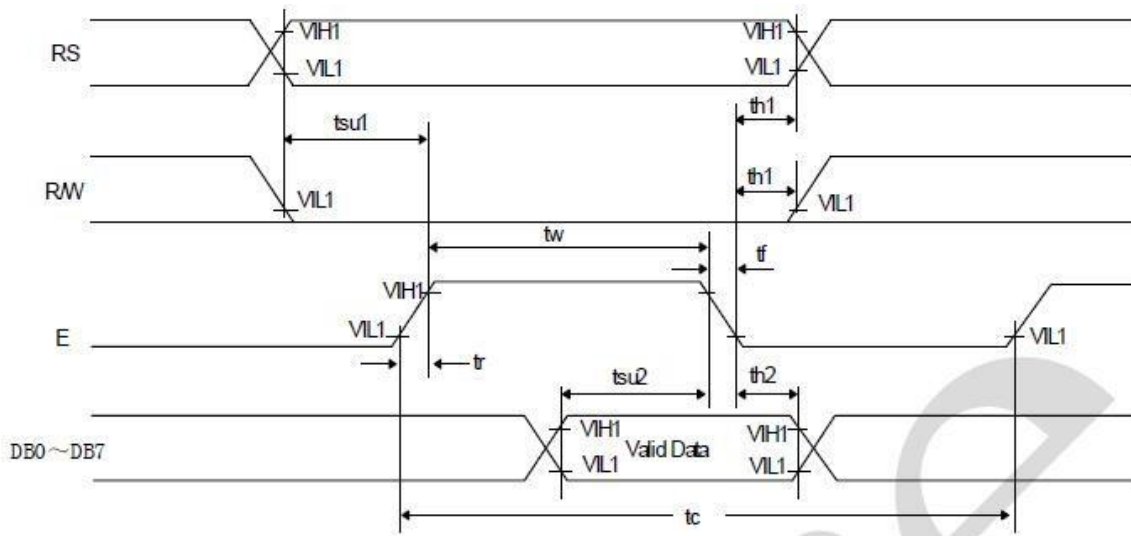 RS
VIH1
VIL1
VIH1
VIL1
th1
tsu1
R/W
VIL1
th1
VIL1
tw
tf
E
VIH1
VIL1
tr
VIL1
tsu2
th2
DB0～DB7
VIH1
VIL1
Valid Data
VIH1
VIL1
tc